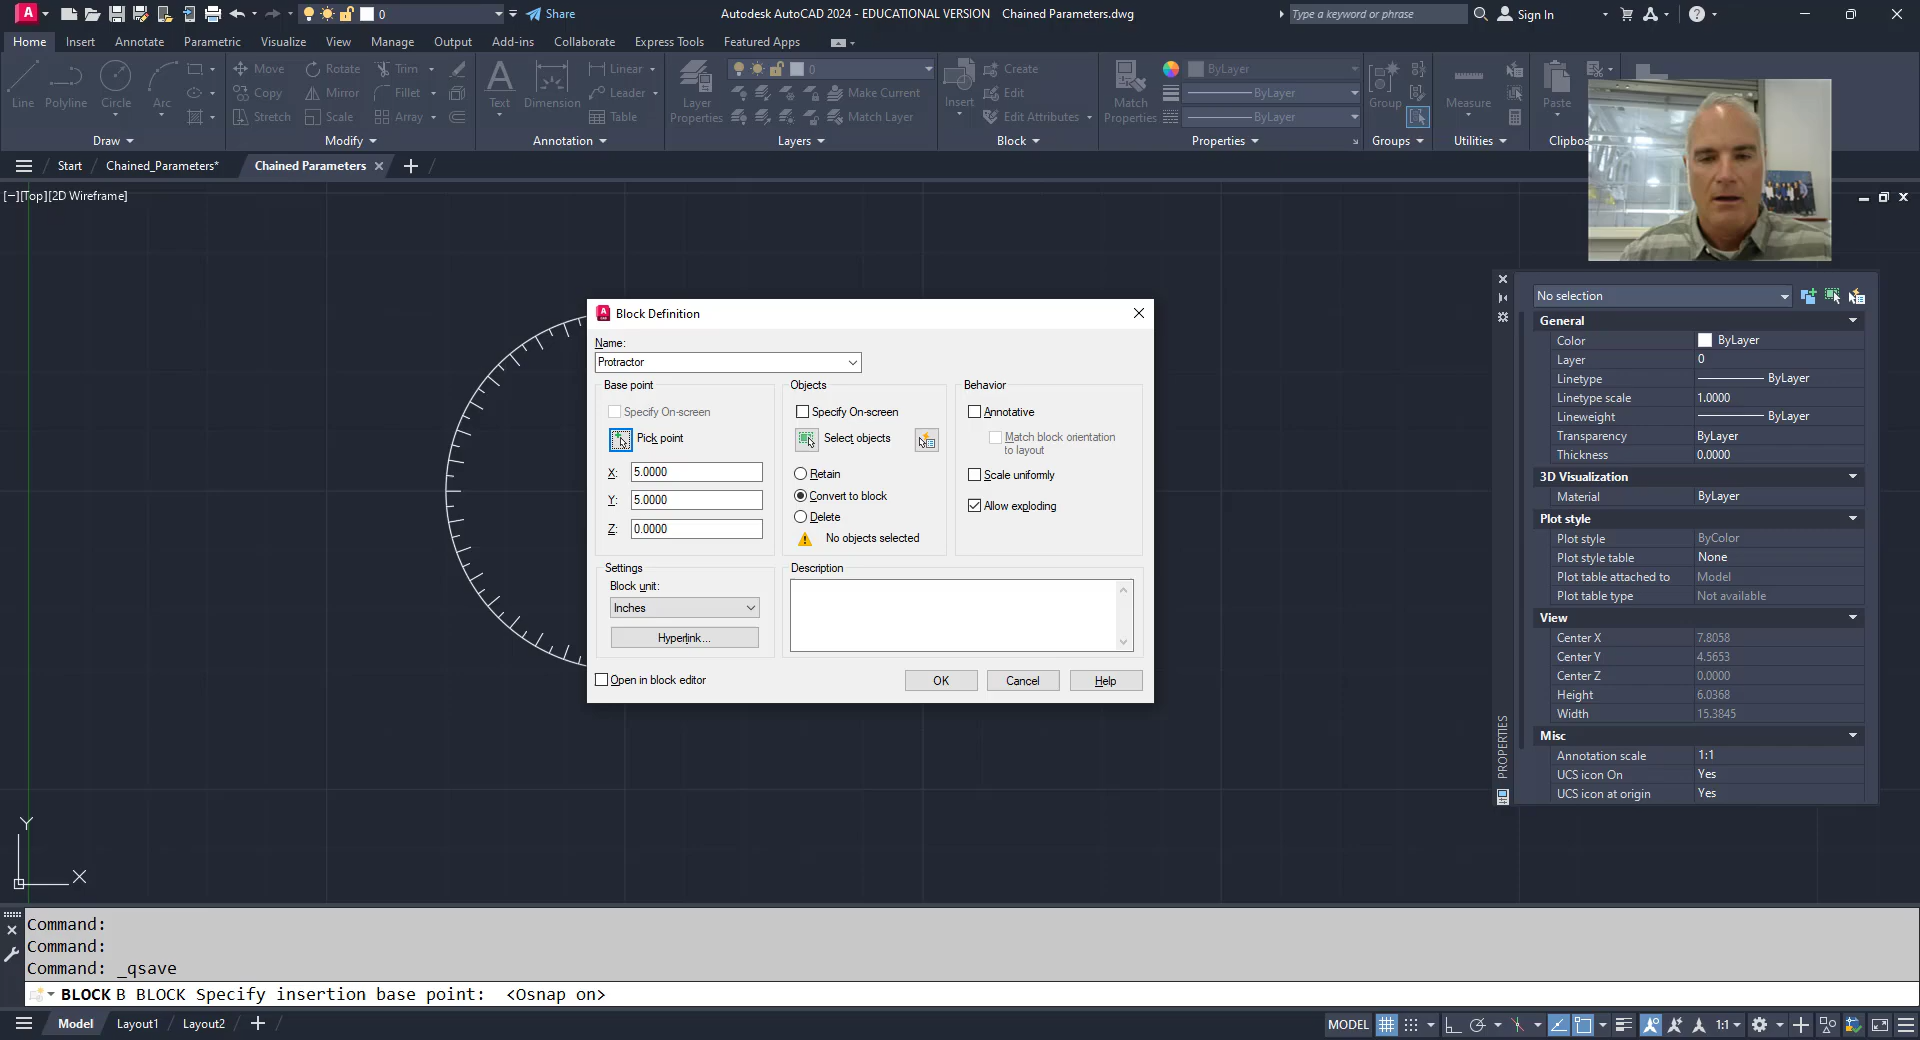 0
Share
Autodesk AutoCAD 2024 - EDUCATIONAL VERSION    Chained Parameters.dwg
Type a keyword or phrase
Sign In
Home Insert Annotate Parametric Visualize View Manage Output Add-ins Collaborate Express Tools Featured Apps
Line Polyline Circle Arc
Move Rotate Trim
Copy Mirror Fillet
Stretch Scale Array
Text Dimension
Linear
Leader
Table
Layer Properties
0
Make Current
Match Layer
Insert
Create
Edit
Edit Attributes
Match Properties
ByLayer
ByLayer
ByLayer
Group
Measure
Paste
Draw Modify Annotation Layers Block Properties Groups Utilities Clipboa
Start Chained_Parameters* Chained Parameters
[−][Top][2D Wireframe]
Block Definition
Name:
Protractor
Base point
Specify On-screen
Pick point
X: 5.0000
Y: 5.0000
Z: 0.0000
Objects
Specify On-screen
Select objects
Retain
Convert to block
Delete
No objects selected
Behavior
Annotative
Match block orientation
to layout
Scale uniformly
Allow exploding
Settings
Block unit:
Inches
Hyperlink...
Description
Open in block editor
OK
Cancel
Help
No selection
General
Color ByLayer
Layer 0
Linetype ByLayer
Linetype scale 1.0000
Lineweight ByLayer
Transparency ByLayer
Thickness 0.0000
3D Visualization
Material ByLayer
Plot style
Plot style ByColor
Plot style table None
Plot table attached to Model
Plot table type Not available
View
Center X 7.8058
Center Y 4.5653
Center Z 0.0000
Height 6.0368
Width 15.3845
Misc
Annotation scale 1:1
UCS icon On Yes
UCS icon at origin Yes
PROPERTIES
Y
X
Command:
Command:
Command: _qsave
BLOCK B BLOCK Specify insertion base point:  <Osnap on>
Model Layout1 Layout2
MODEL
1:1